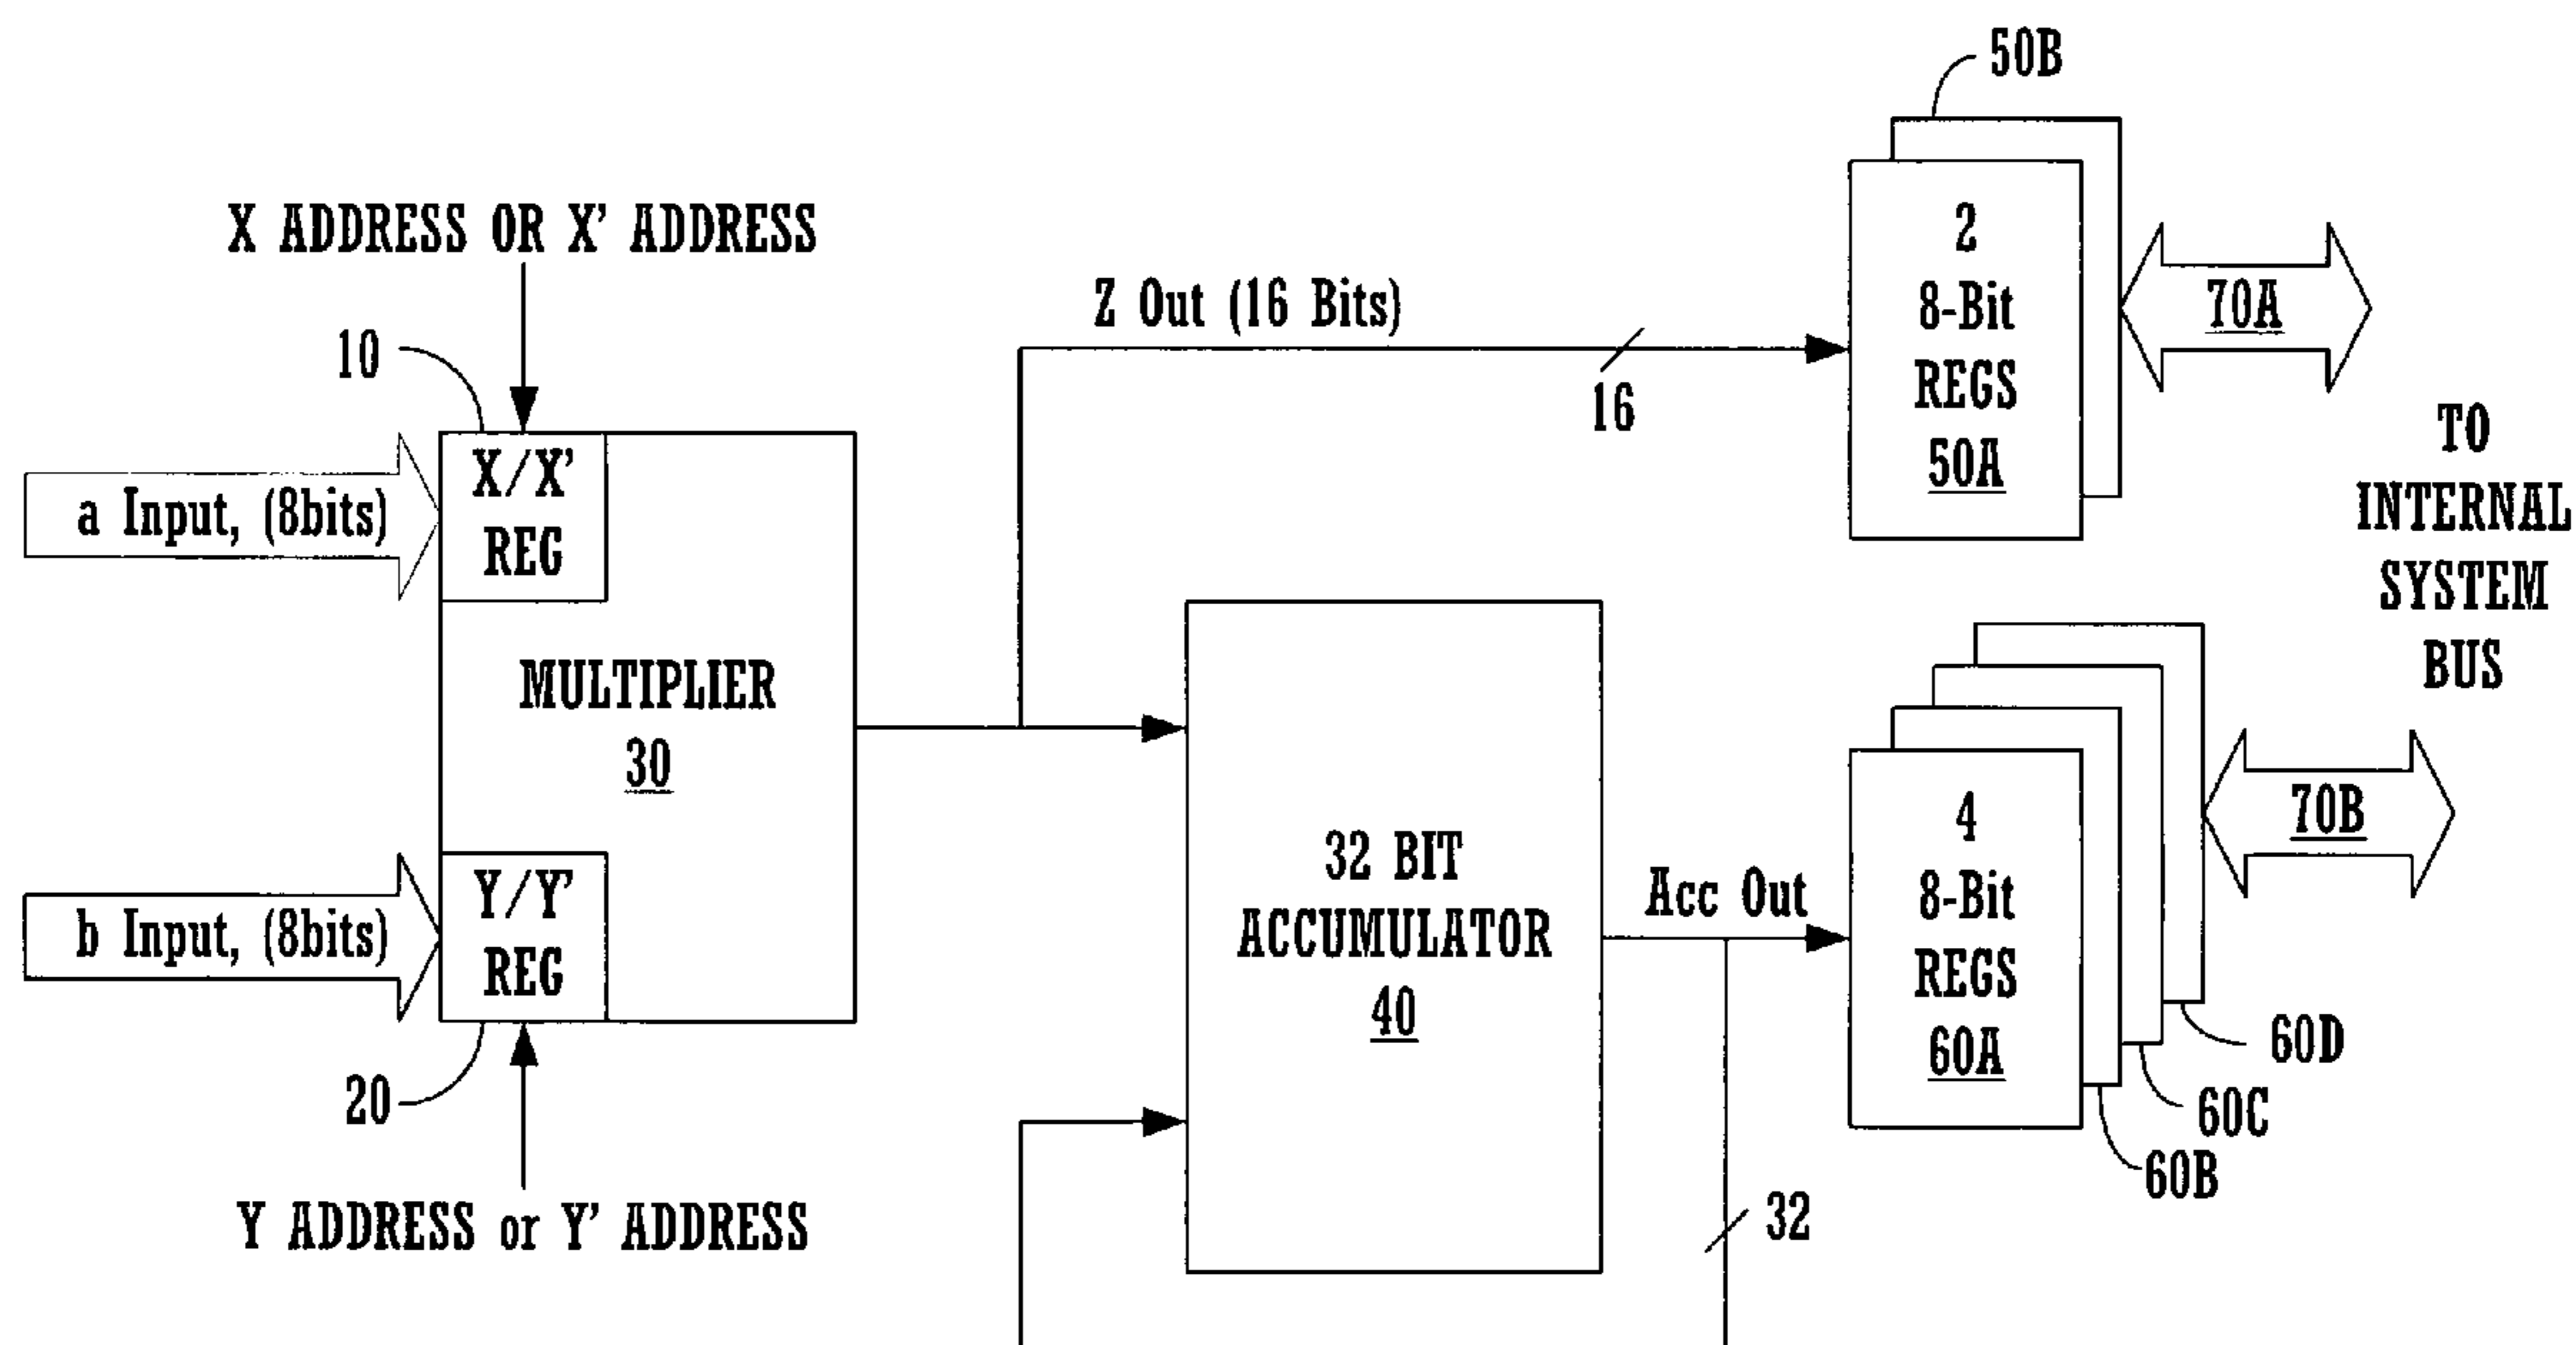 50B
X ADDRESS OR X' ADDRESS
10
a Input, (8bits)
X/X'
REG
MULTIPLIER
30
b Input, (8bits)
Y/Y'
REG
20
Y ADDRESS or Y' ADDRESS
Z Out (16 Bits)
16
2
8-Bit
REGS
50A
70A
TO
INTERNAL
SYSTEM
BUS
32 BIT
ACCUMULATOR
40
Acc Out
32
4
8-Bit
REGS
60A
70B
60D
60C
60B